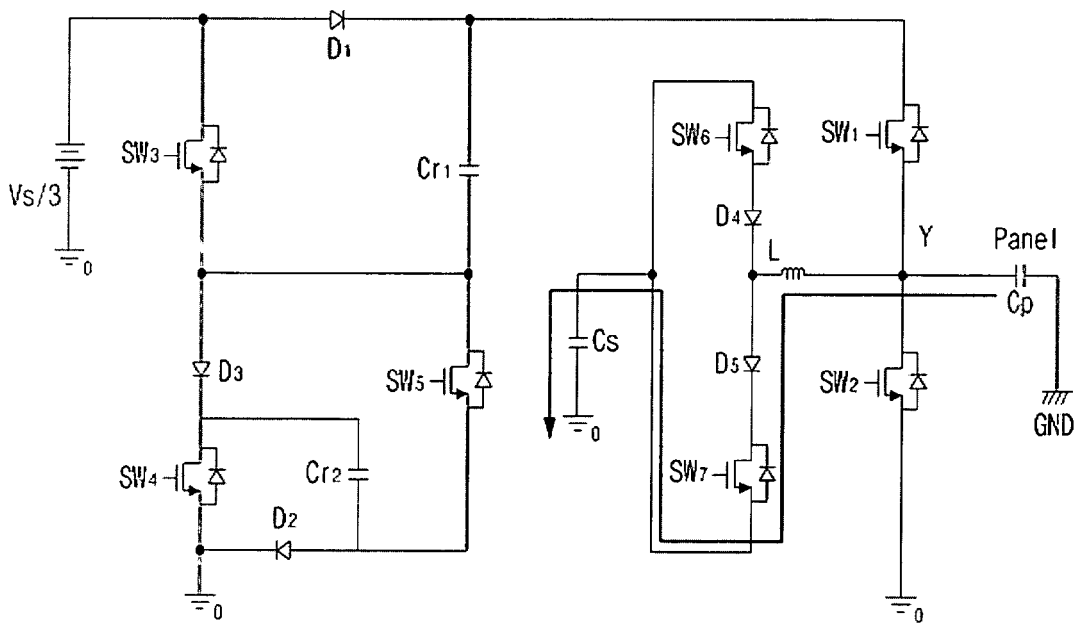 D1
SW3
SW6
SW1
Cr1
Vs/3
0
D4
L
Y
Panel
Cp
Cs
D3
SW5
D5
SW2
0
GND
SW4
Cr2
SW7
D2
0
0